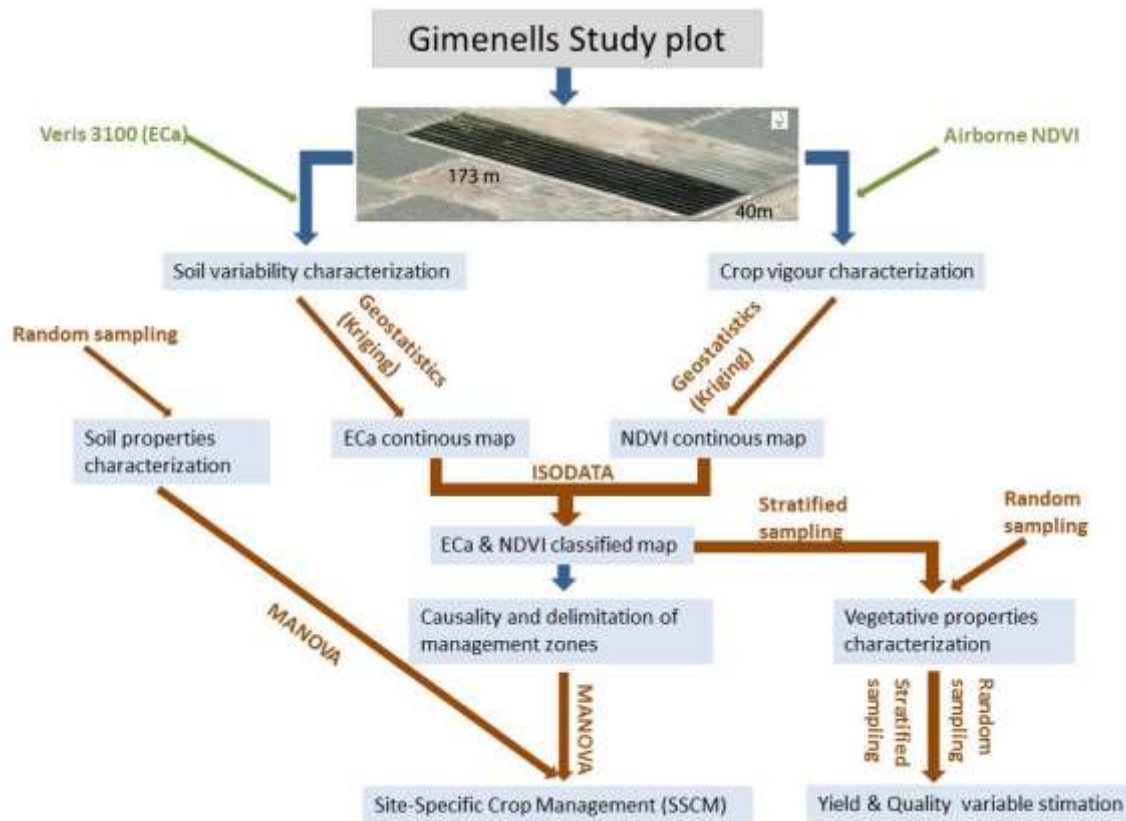 Gimenells Study plot
Veris 3100 (ECa)
Airborne NDVI
173 m
40m
Soil variability characterization
Crop vigour characterization
Geostatistics
(Kriging)
Geostatistics
(Kriging)
Random sampling
Soil properties
characterization
ECa continous map
NDVI continous map
ISODATA
Stratified
sampling
Random
sampling
ECa & NDVI classified map
MANOVA
Causality and delimitation of
management zones
Vegetative properties
characterization
MANOVA
Stratified
sampling
Random
sampling
Site-Specific Crop Management (SSCM)
Yield & Quality variable stimation